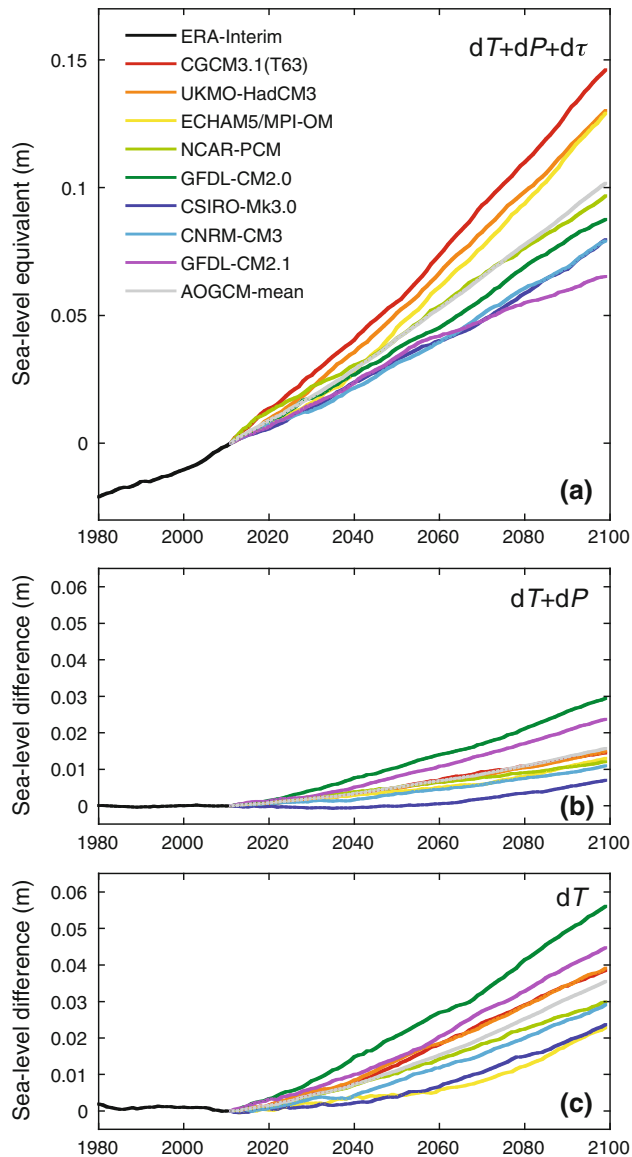 dT+dP+dτ
ERA-Interim
CGCM3.1(T63)
UKMO-HadCM3
ECHAM5/MPI-OM
NCAR-PCM
GFDL-CM2.0
CSIRO-Mk3.0
CNRM-CM3
GFDL-CM2.1
AOGCM-mean
Sea-level equivalent (m)
0.15
0.1
0.05
0
(a)
1980 2000 2020 2040 2060 2080 2100
dT+dP
Sea-level difference (m)
0.06
0.05
0.04
0.03
0.02
0.01
0
(b)
1980 2000 2020 2040 2060 2080 2100
dT
Sea-level difference (m)
0.06
0.05
0.04
0.03
0.02
0.01
0
(c)
1980 2000 2020 2040 2060 2080 2100